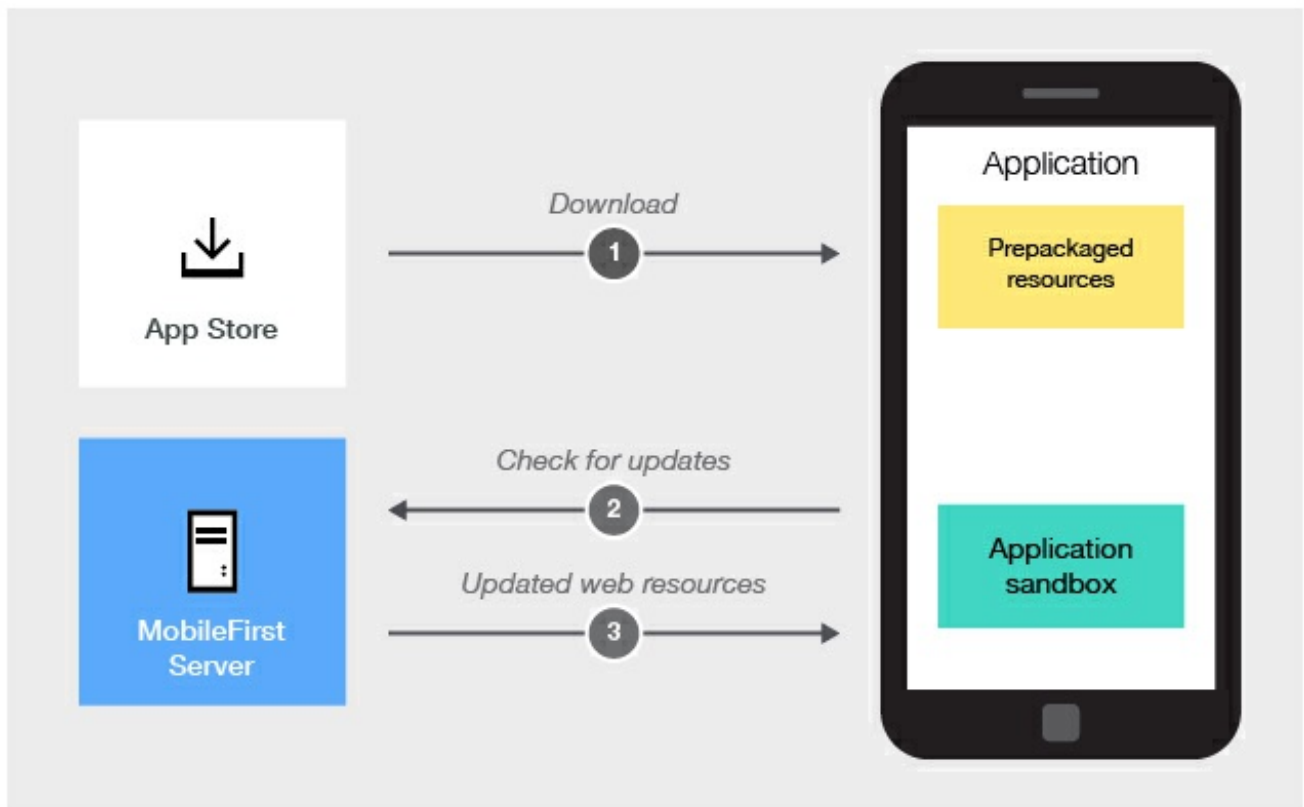 Application
Download
1
Prepackaged
resources
App Store
Check for updates
2
Application
sandbox
Updated web resources
3
MobileFirst
Server